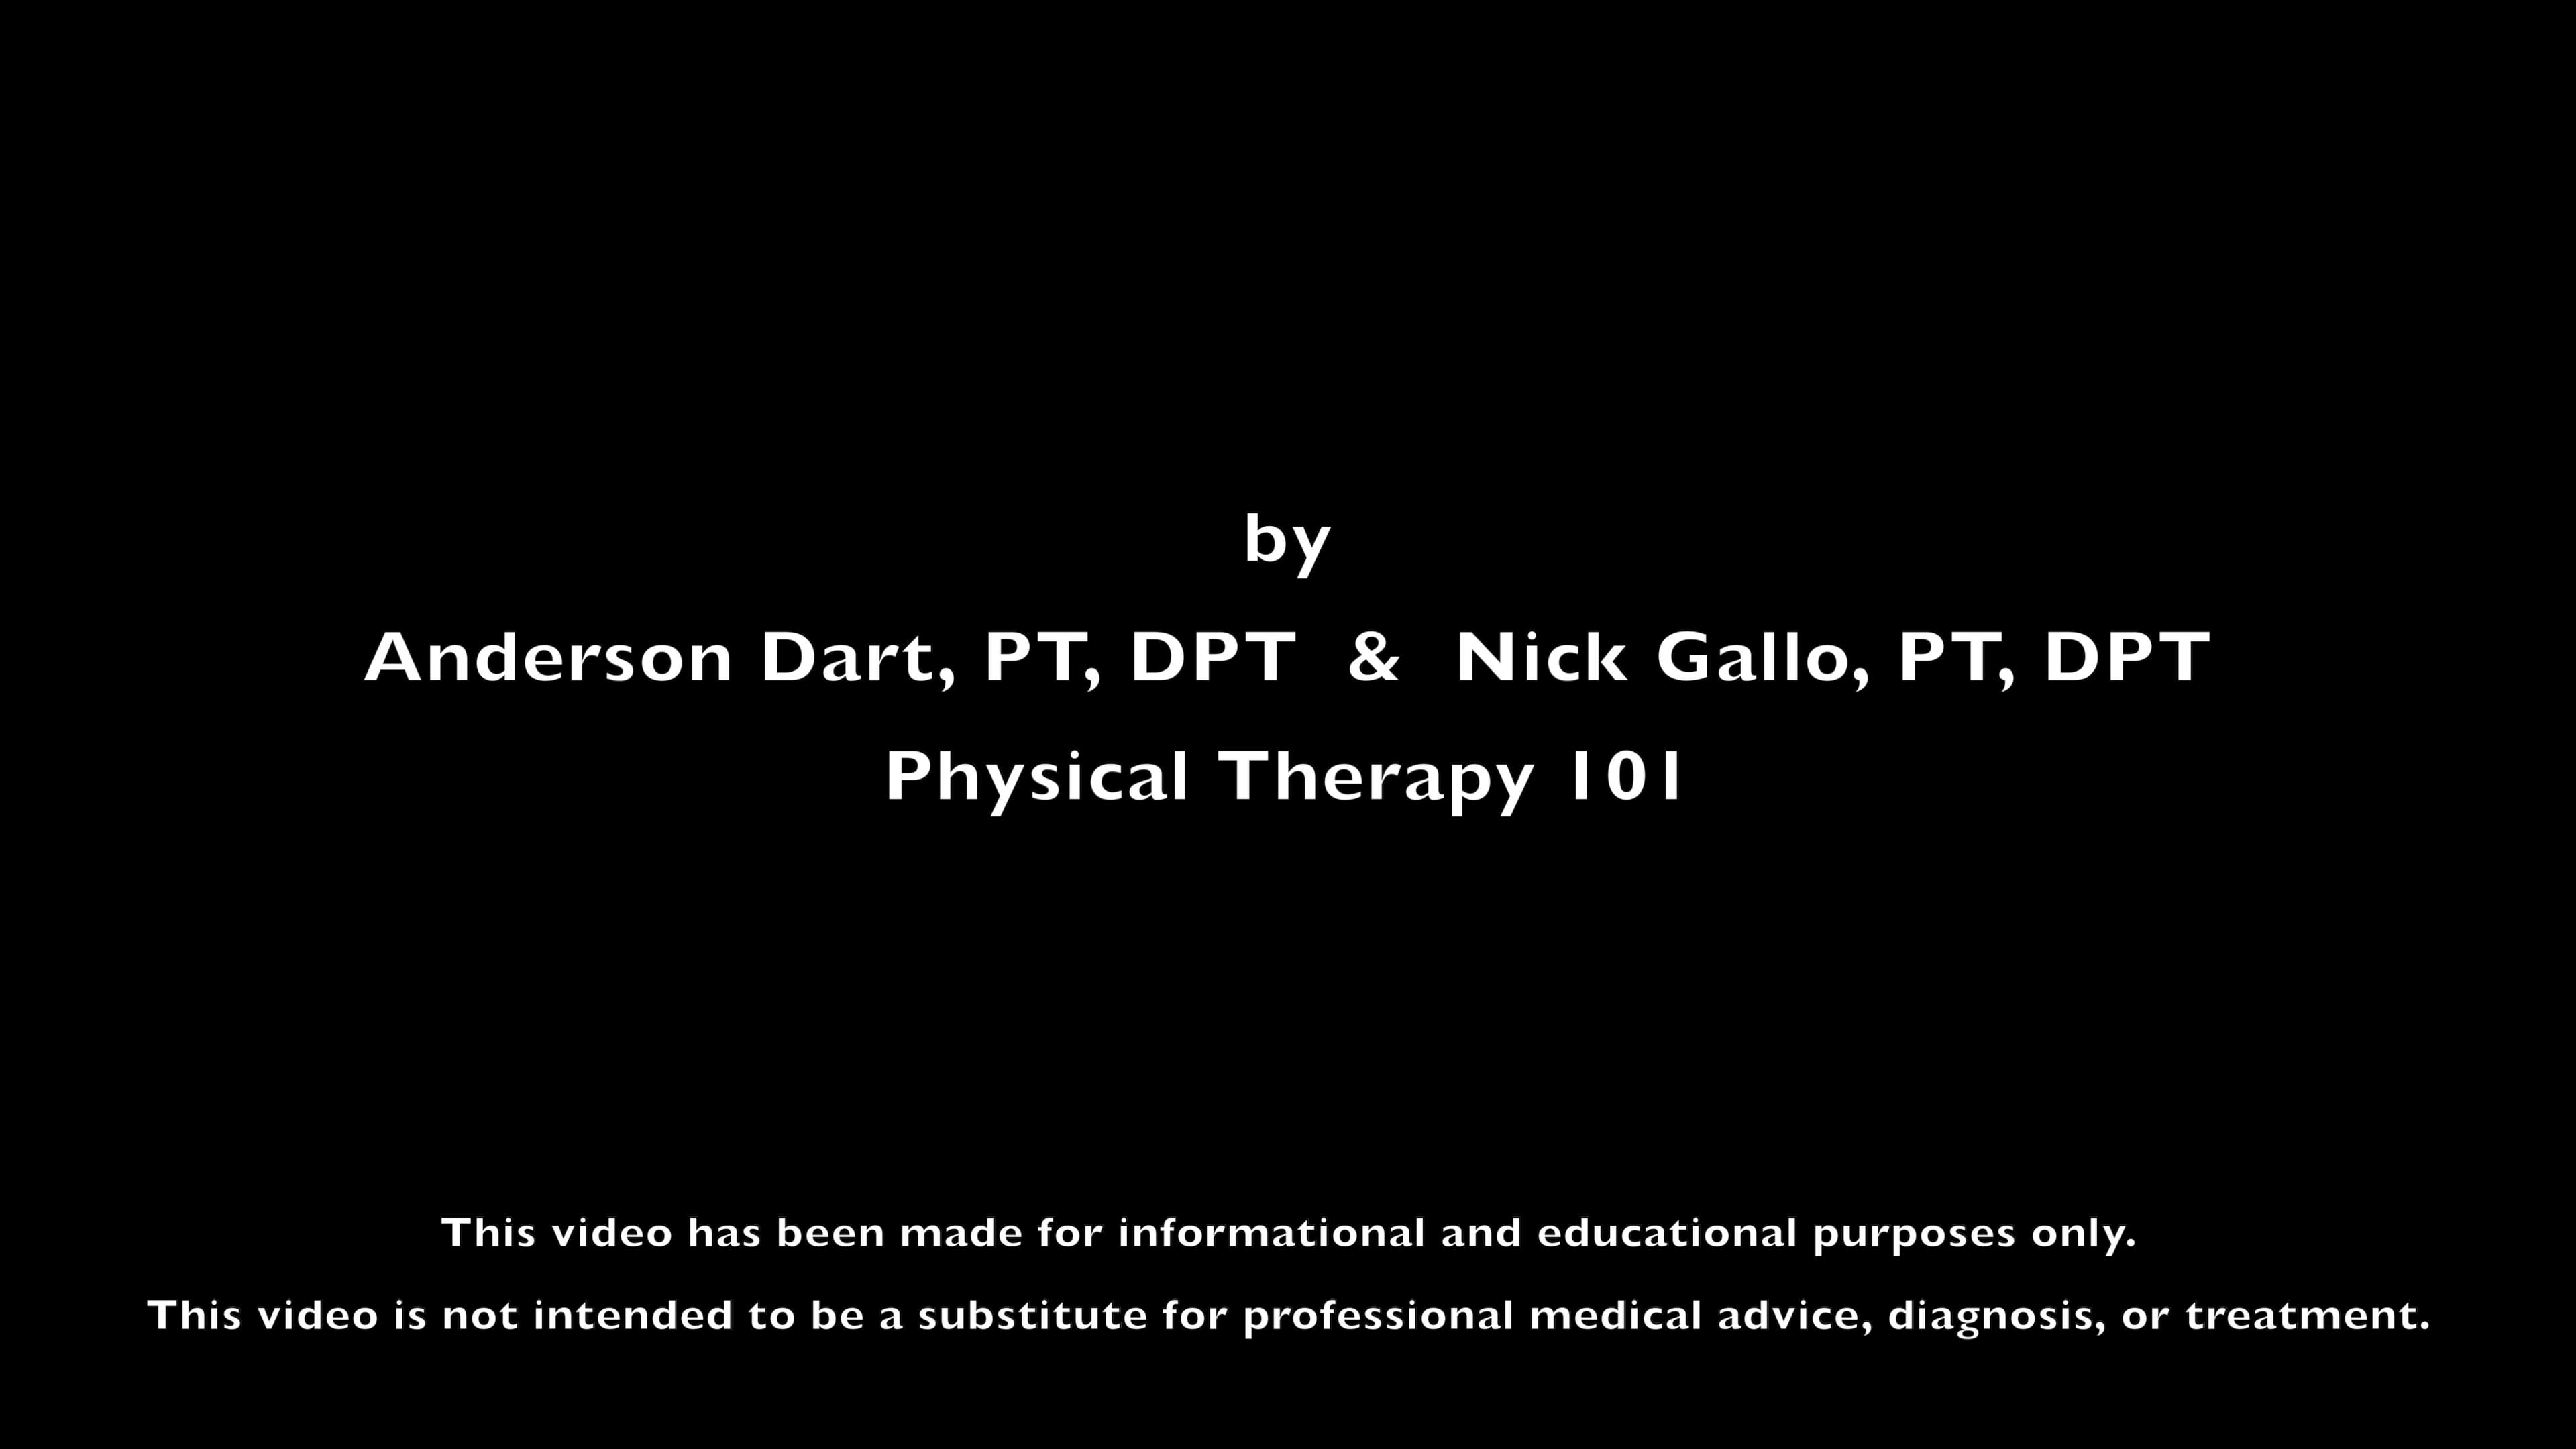 by
Anderson Dart, PT, DPT & Nick Gallo, PT, DPT
Physical Therapy 101
This video has been made for informational and educational purposes only.
This video is not intended to be a substitute for professional medical advice, diagnosis, or treatment.